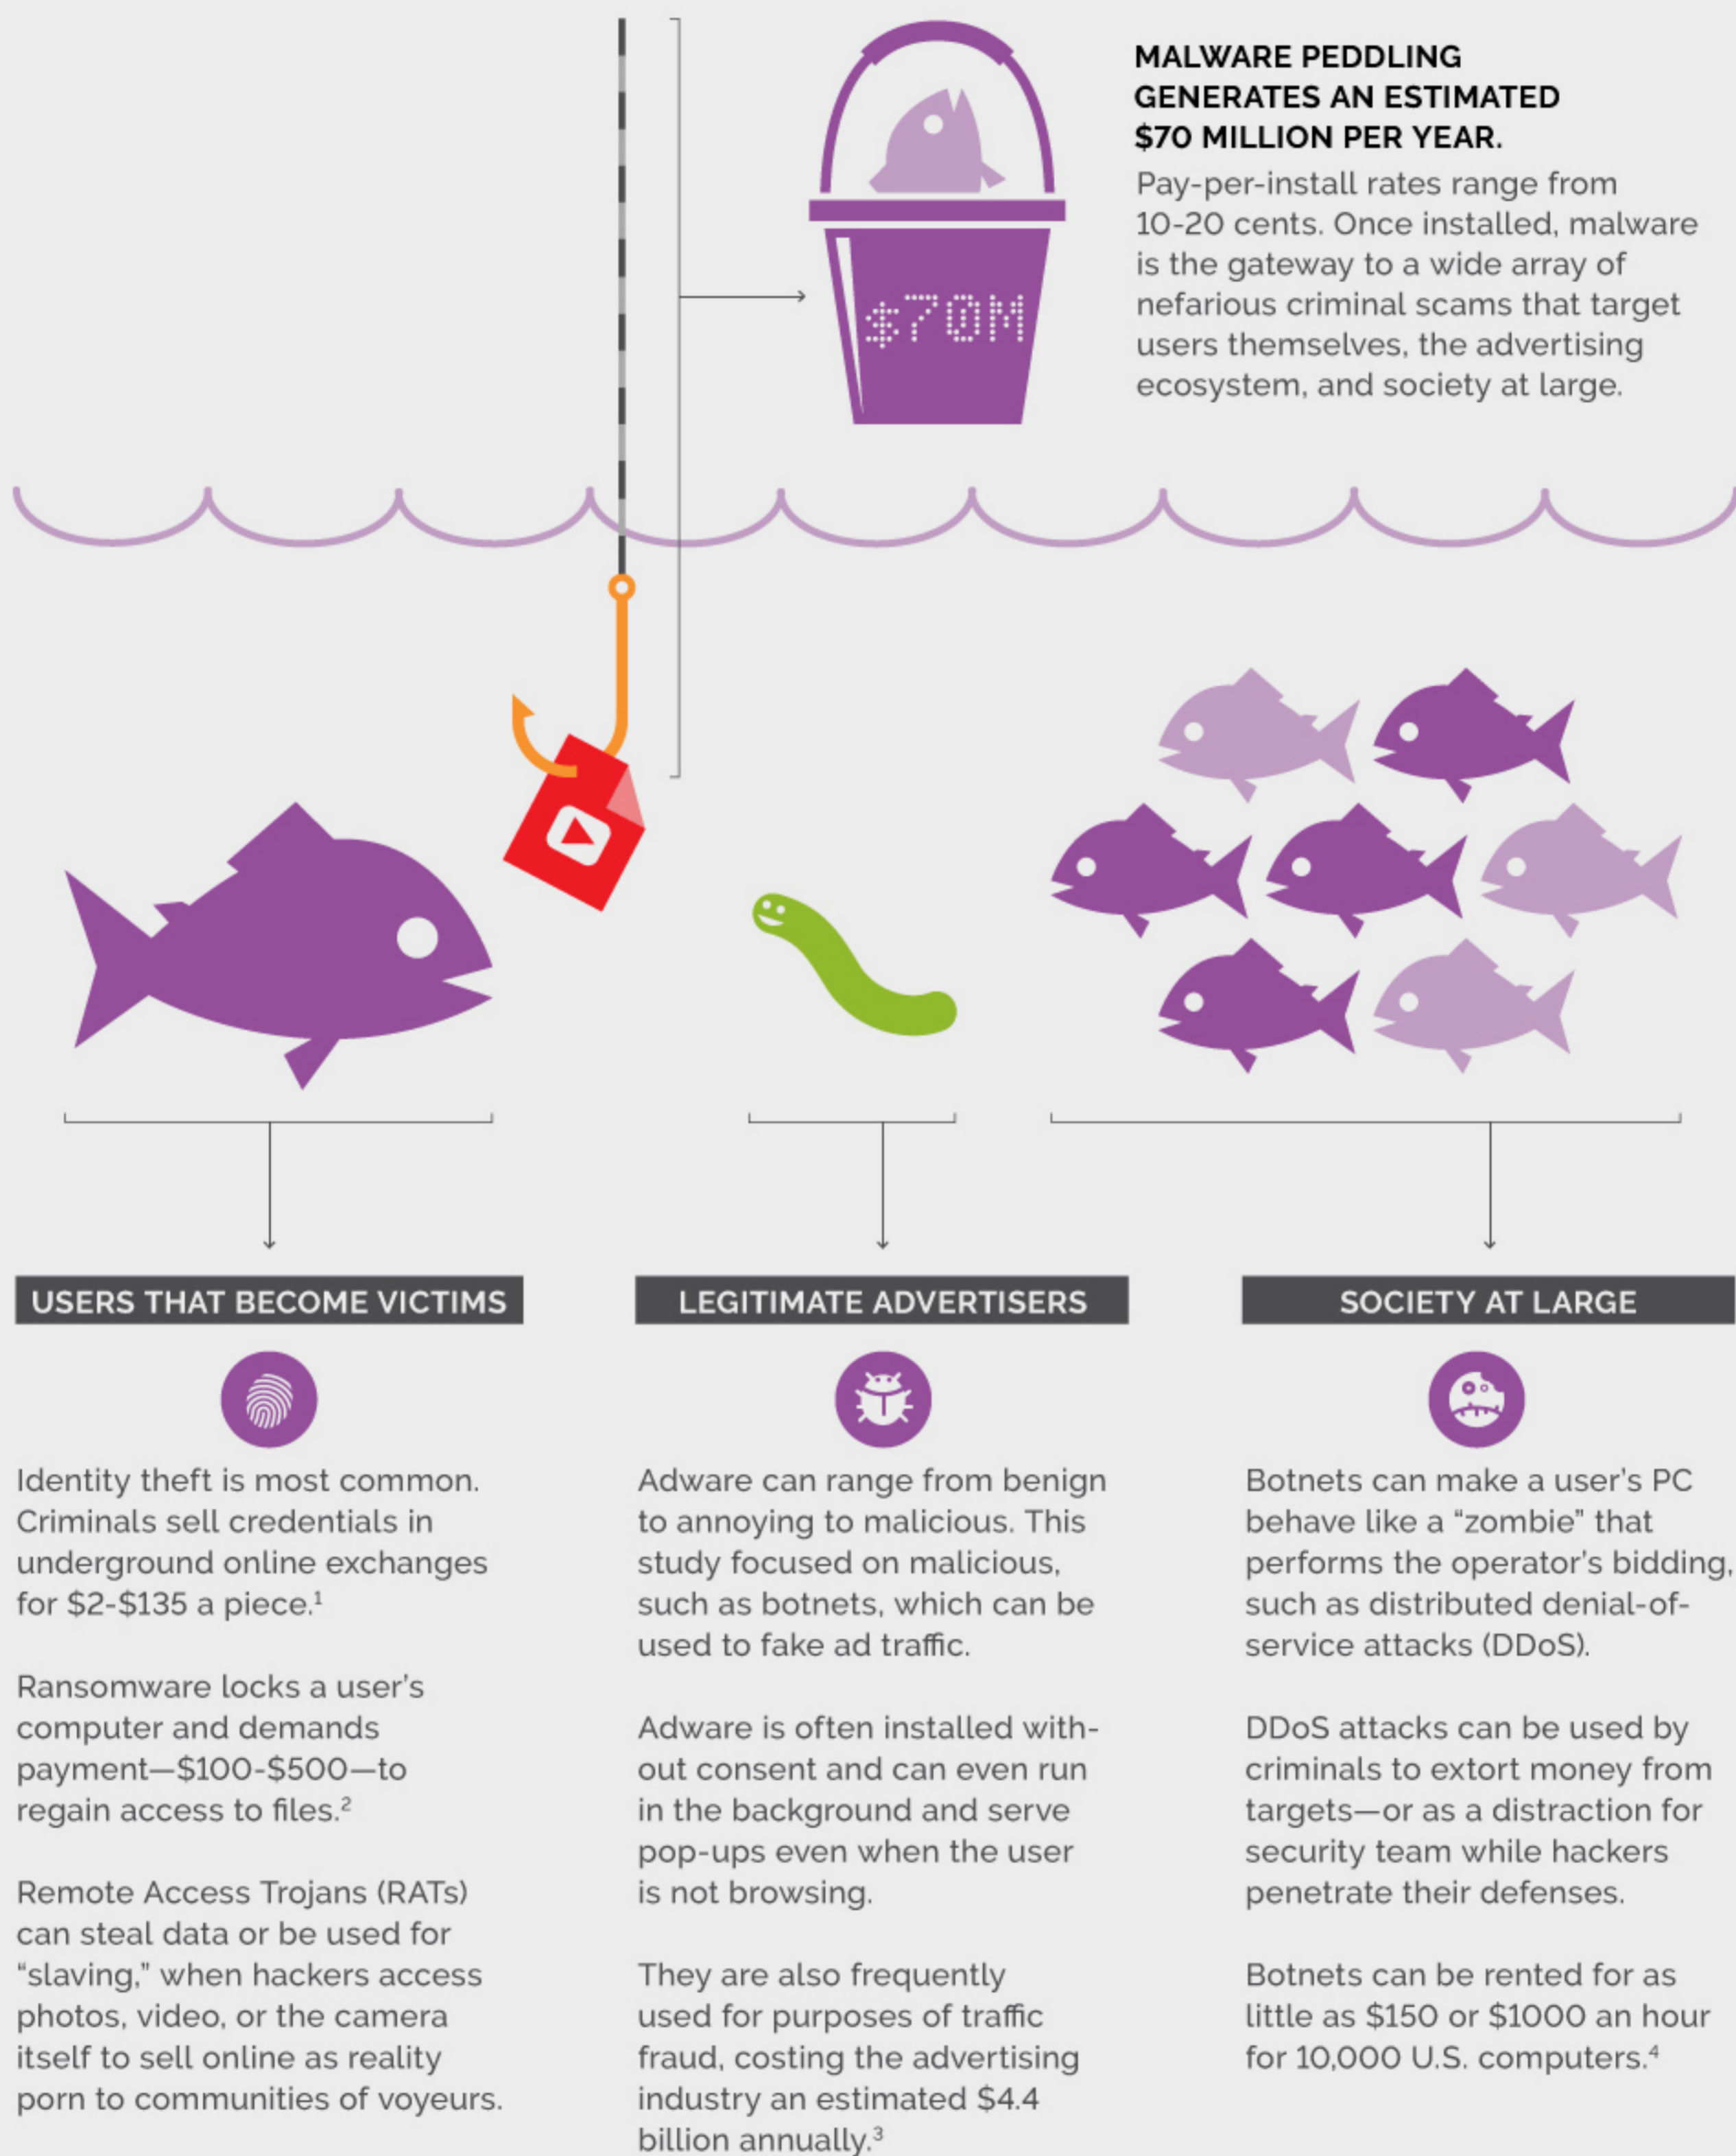 MALWARE PEDDLING
GENERATES AN ESTIMATED
$70 MILLION PER YEAR.
Pay-per-install rates range from
10-20 cents. Once installed, malware
is the gateway to a wide array of
nefarious criminal scams that target
users themselves, the advertising
ecosystem, and society at large.
$70M
USERS THAT BECOME VICTIMS
Identity theft is most common.
Criminals sell credentials in
underground online exchanges
for $2-$135 a piece.¹
Ransomware locks a user’s
computer and demands
payment—$100-$500—to
regain access to files.²
Remote Access Trojans (RATs)
can steal data or be used for
“slaving,” when hackers access
photos, video, or the camera
itself to sell online as reality
porn to communities of voyeurs.
LEGITIMATE ADVERTISERS
Adware can range from benign
to annoying to malicious. This
study focused on malicious,
such as botnets, which can be
used to fake ad traffic.
Adware is often installed with-
out consent and can even run
in the background and serve
pop-ups even when the user
is not browsing.
They are also frequently
used for purposes of traffic
fraud, costing the advertising
industry an estimated $4.4
billion annually.³
SOCIETY AT LARGE
Botnets can make a user’s PC
behave like a “zombie” that
performs the operator’s bidding,
such as distributed denial-of-
service attacks (DDoS).
DDoS attacks can be used by
criminals to extort money from
targets—or as a distraction for
security team while hackers
penetrate their defenses.
Botnets can be rented for as
little as $150 or $1000 an hour
for 10,000 U.S. computers.⁴